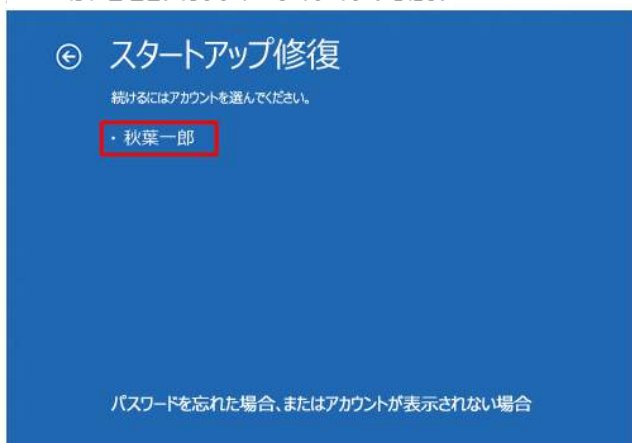 スタートアップ修復
続けるにはアカウントを選んでください。
・秋葉一郎
パスワードを忘れた場合、またはアカウントが表示されない場合